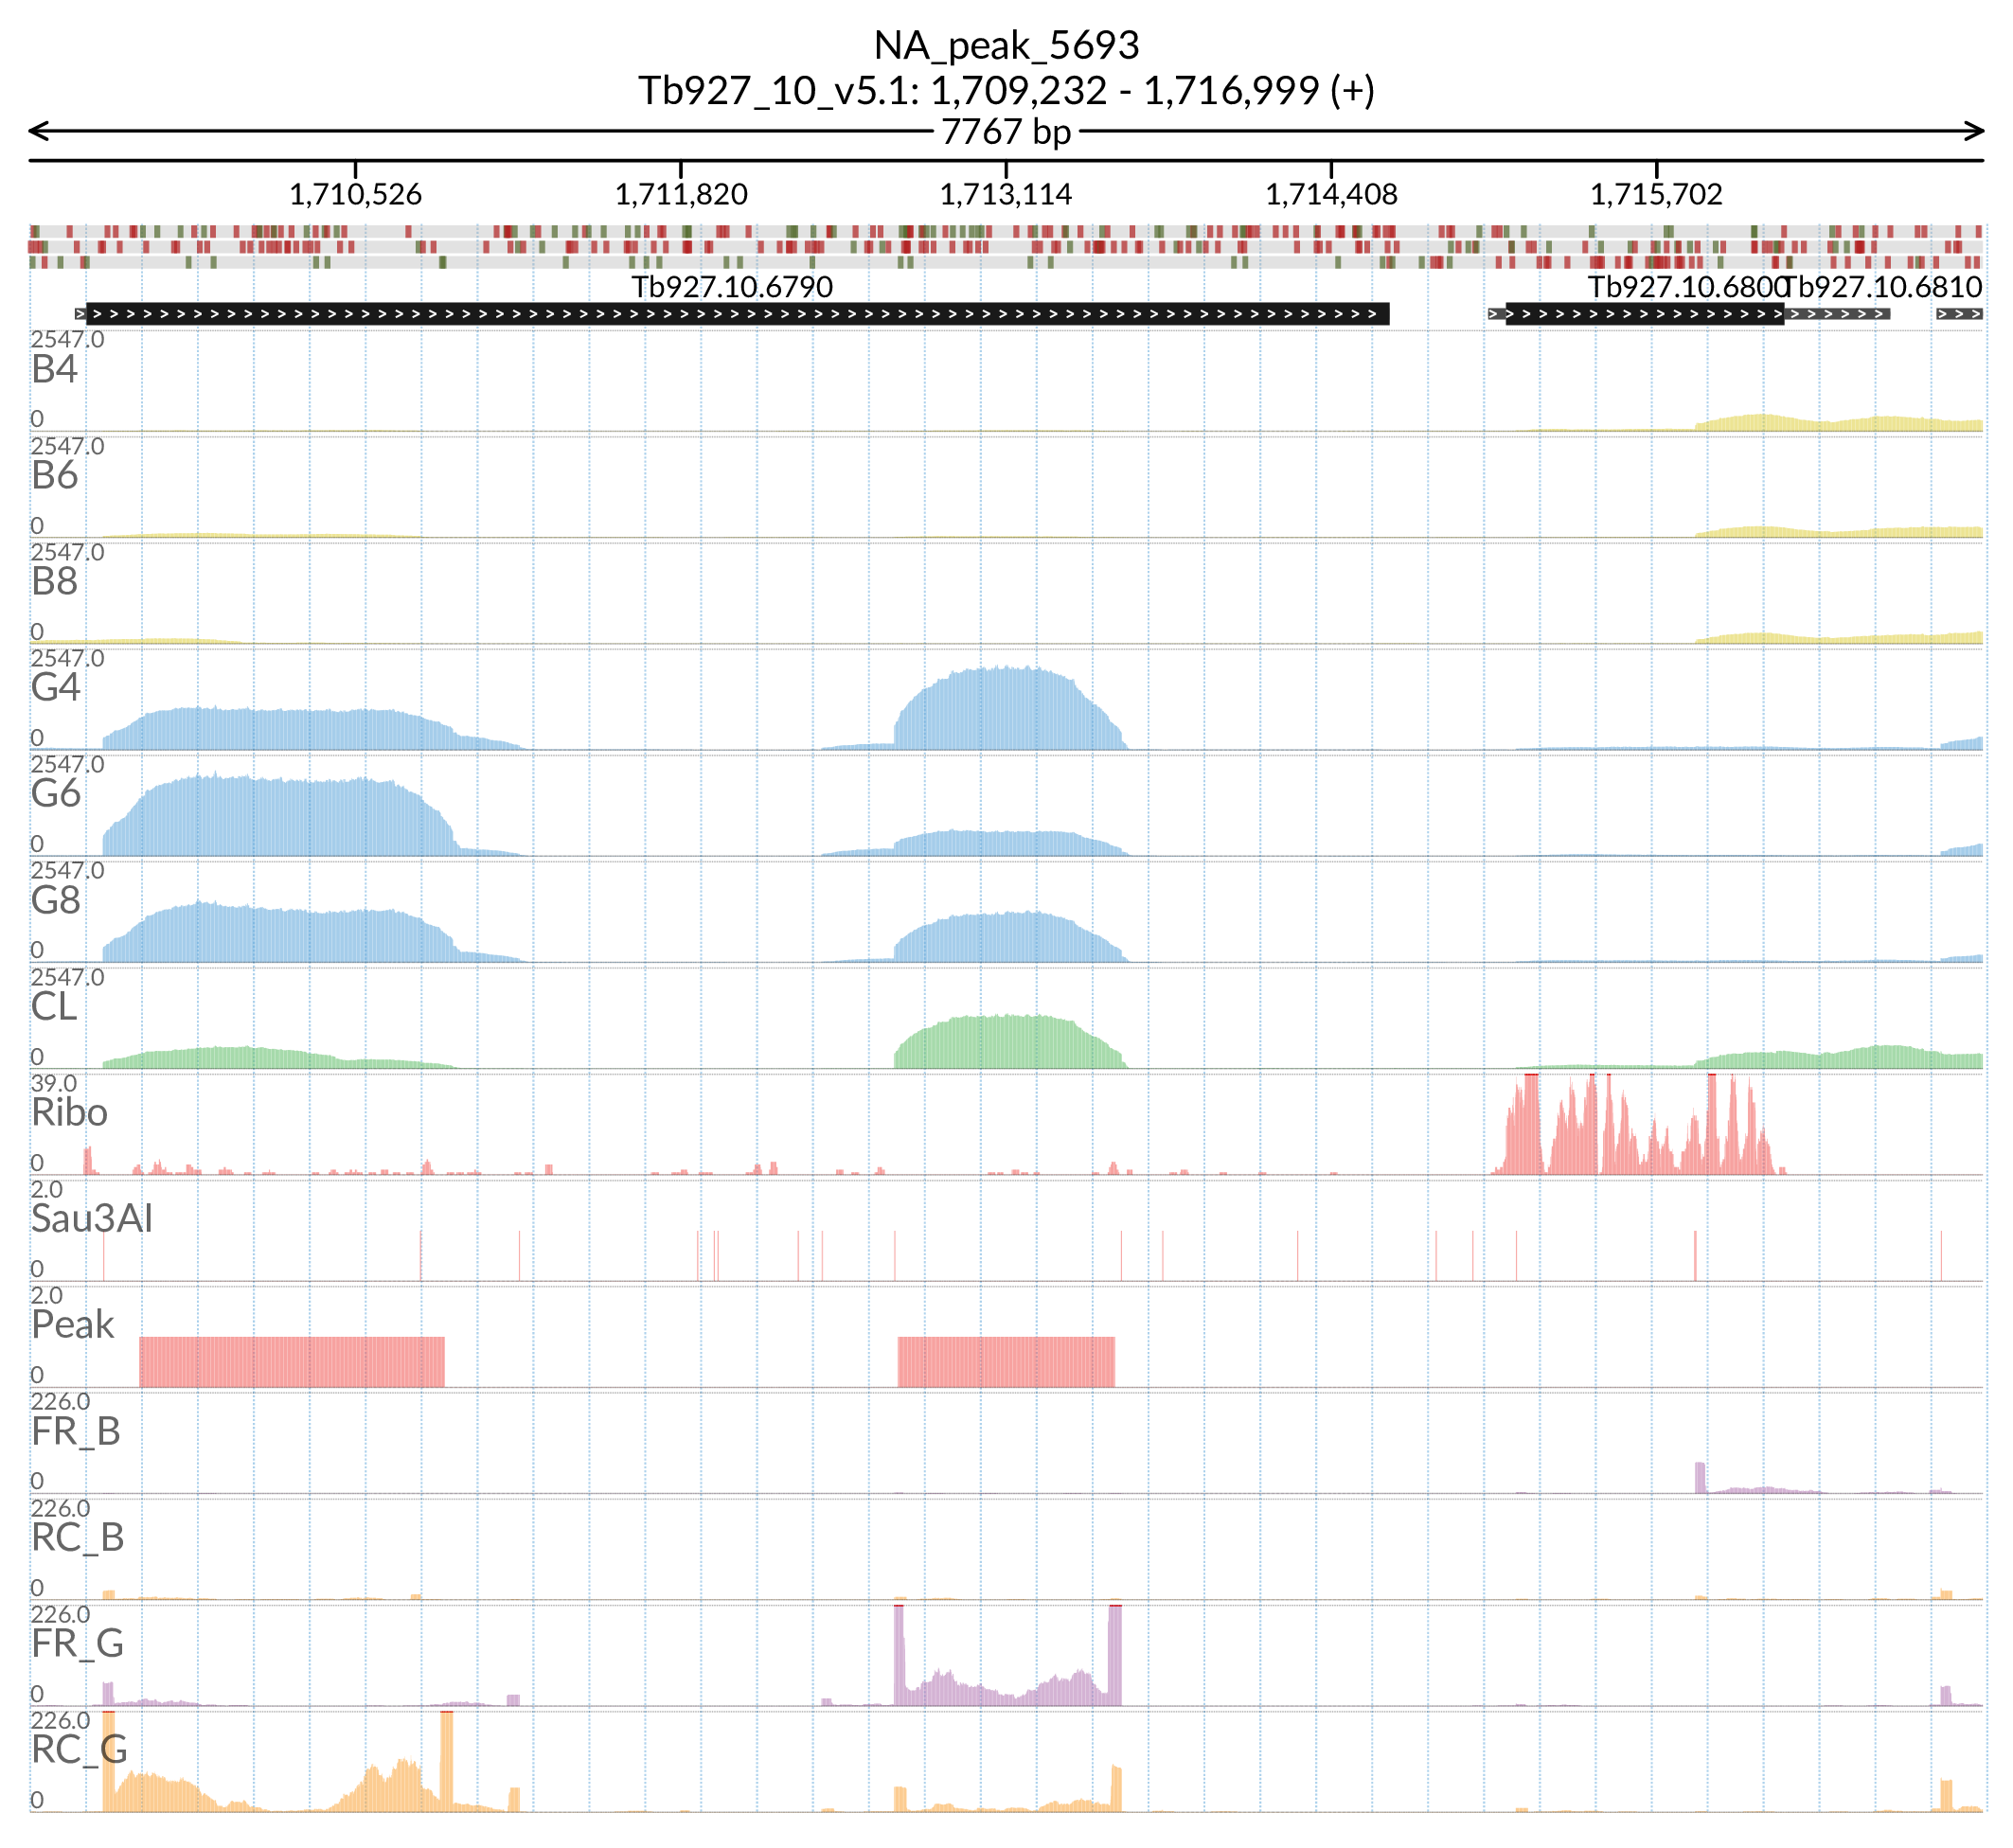 NA_peak_5693
Tb927_10_v5.1: 1,709,232 - 1,716,999 (+)
7767 bp
1,710,526 1,711,820 1,713,114 1,714,408 1,715,702
Tb927.10.6790 Tb927.10.6800 Tb927.10.6810
2547.0
B4
0
2547.0
B6
0
2547.0
B8
0
2547.0
G4
0
2547.0
G6
0
2547.0
G8
0
2547.0
CL
0
39.0
Ribo
0
2.0
Sau3AI
0
2.0
Peak
0
226.0
FR_B
0
226.0
RC_B
0
226.0
FR_G
0
226.0
RC_G
0